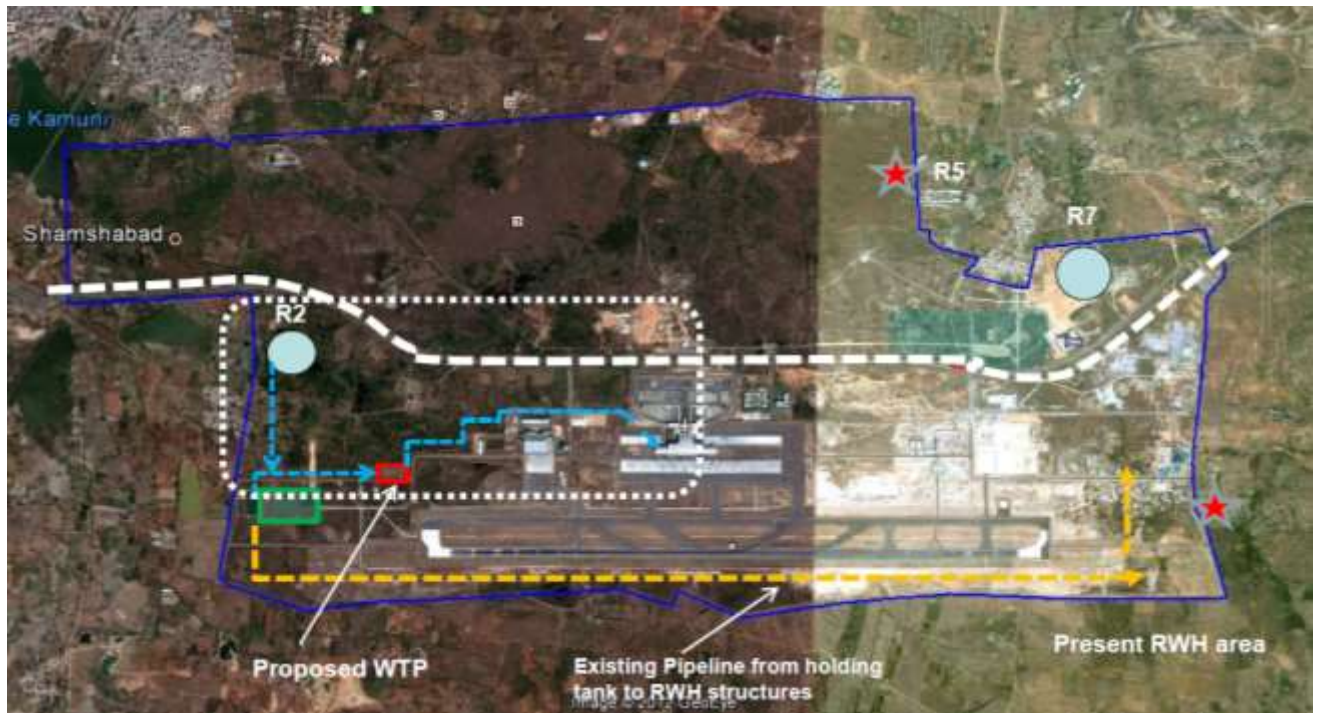 e Kamuni
R5
R7
Shamshabad
R2
Proposed WTP
Existing Pipeline from holding
tank to RWH structures
Present RWH area
Image © 2012 GeoEye